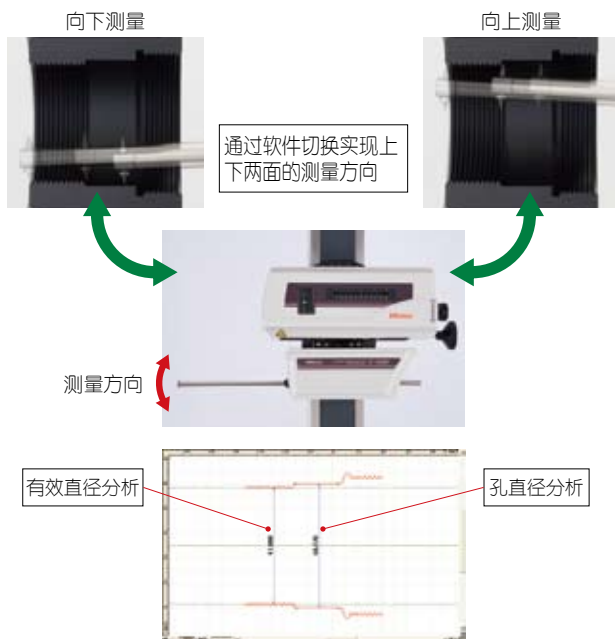 向下测量
向上测量
通过软件切换实现上
下两面的测量方向
Mitutoyo
测量方向
有效直径分析
孔直径分析